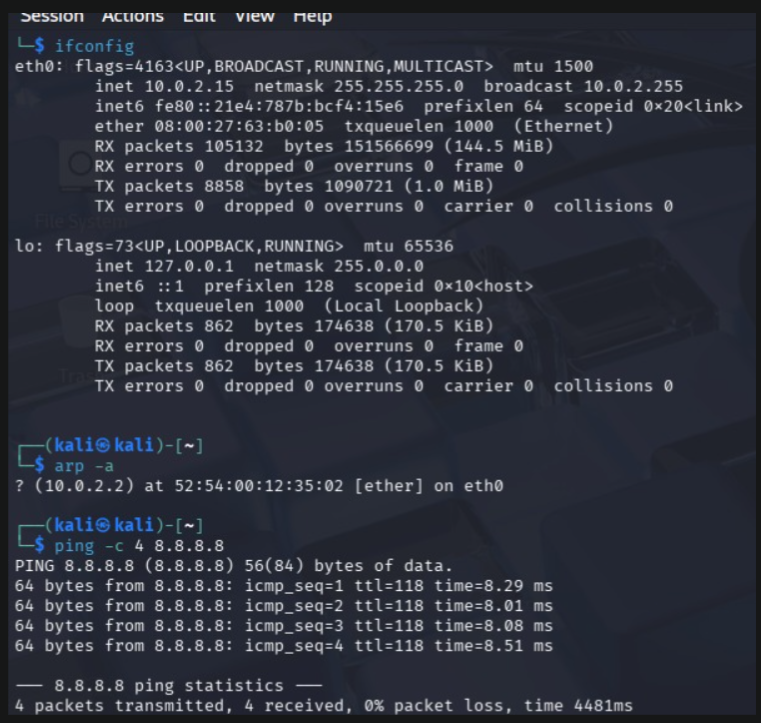 Session Actions Edit View Help
└─$ ifconfig
eth0: flags=4163<UP,BROADCAST,RUNNING,MULTICAST>  mtu 1500
        inet 10.0.2.15  netmask 255.255.255.0  broadcast 10.0.2.255
        inet6 fe80::21e4:787b:bcf4:15e6  prefixlen 64  scopeid 0×20<link>
        ether 08:00:27:63:b0:05  txqueuelen 1000  (Ethernet)
        RX packets 105132  bytes 151566699 (144.5 MiB)
        RX errors 0  dropped 0  overruns 0  frame 0
        TX packets 8858  bytes 1090721 (1.0 MiB)
        TX errors 0  dropped 0 overruns 0  carrier 0  collisions 0
File System
lo: flags=73<UP,LOOPBACK,RUNNING>  mtu 65536
        inet 127.0.0.1  netmask 255.0.0.0
        inet6 ::1  prefixlen 128  scopeid 0×10<host>
        loop  txqueuelen 1000  (Local Loopback)
        RX packets 862  bytes 174638 (170.5 KiB)
        RX errors 0  dropped 0  overruns 0  frame 0
        TX packets 862  bytes 174638 (170.5 KiB)
        TX errors 0  dropped 0 overruns 0  carrier 0  collisions 0
┌──(kali㉿kali)-[~]
└─$ arp -a
? (10.0.2.2) at 52:54:00:12:35:02 [ether] on eth0
┌──(kali㉿kali)-[~]
└─$ ping -c 4 8.8.8.8
PING 8.8.8.8 (8.8.8.8) 56(84) bytes of data.
64 bytes from 8.8.8.8: icmp_seq=1 ttl=118 time=8.29 ms
64 bytes from 8.8.8.8: icmp_seq=2 ttl=118 time=8.01 ms
64 bytes from 8.8.8.8: icmp_seq=3 ttl=118 time=8.08 ms
64 bytes from 8.8.8.8: icmp_seq=4 ttl=118 time=8.51 ms
--- 8.8.8.8 ping statistics ---
4 packets transmitted, 4 received, 0% packet loss, time 4481ms